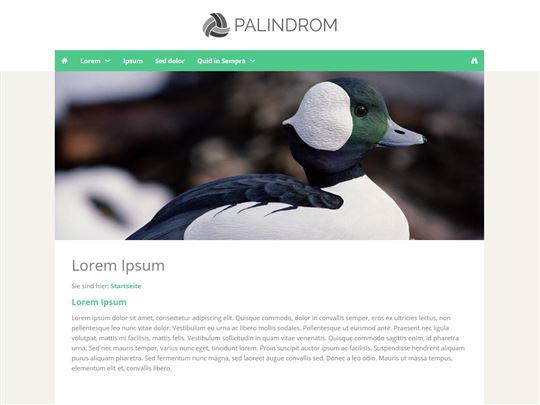 PALINDROM
Lorem Ipsum Sed dolor Quid in Sempra
Lorem Ipsum
Sie sind hier: Startseite
Lorem Ipsum
Lorem ipsum dolor sit amet, consectetur adipiscing elit. Quisque commodo, dolor in convallis semper, eros ex ultricies lectus, non
pellentesque leo nunc vitae dolor. Vestibulum eu urna ac libero mollis sodales. Pellentesque ut euismod ante. Praesent nec ligula
volutpat, mattis mi facilisis, mattis felis. Vestibulum sollicitudin in quam vitae venenatis. Quisque commodo sagittis enim, id pharetra
urna. Sed nec mauris tempor, varius nunc eget, tincidunt lorem. Proin suscipit auctor ipsum ac facilisis. Suspendisse hendrerit aliquam
purus aliquam pharetra. Sed fermentum nunc magna, sed laoreet augue convallis sed. Donec a leo odio. Mauris ut massa tempus,
elementum elit et, convallis libero.